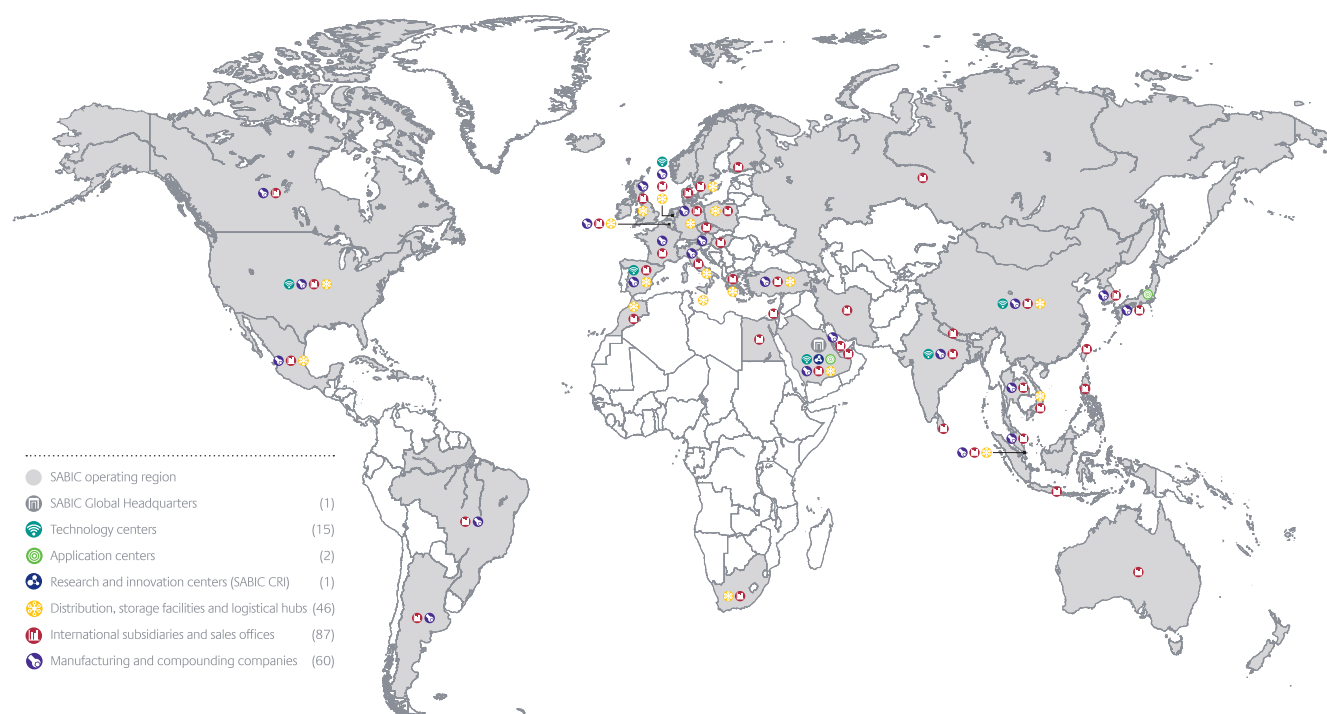 SABIC operating region
SABIC Global Headquarters (1)
Technology centers (15)
Application centers (2)
Research and innovation centers (SABIC CRI) (1)
Distribution, storage facilities and logistical hubs (46)
International subsidiaries and sales offices (87)
Manufacturing and compounding companies (60)